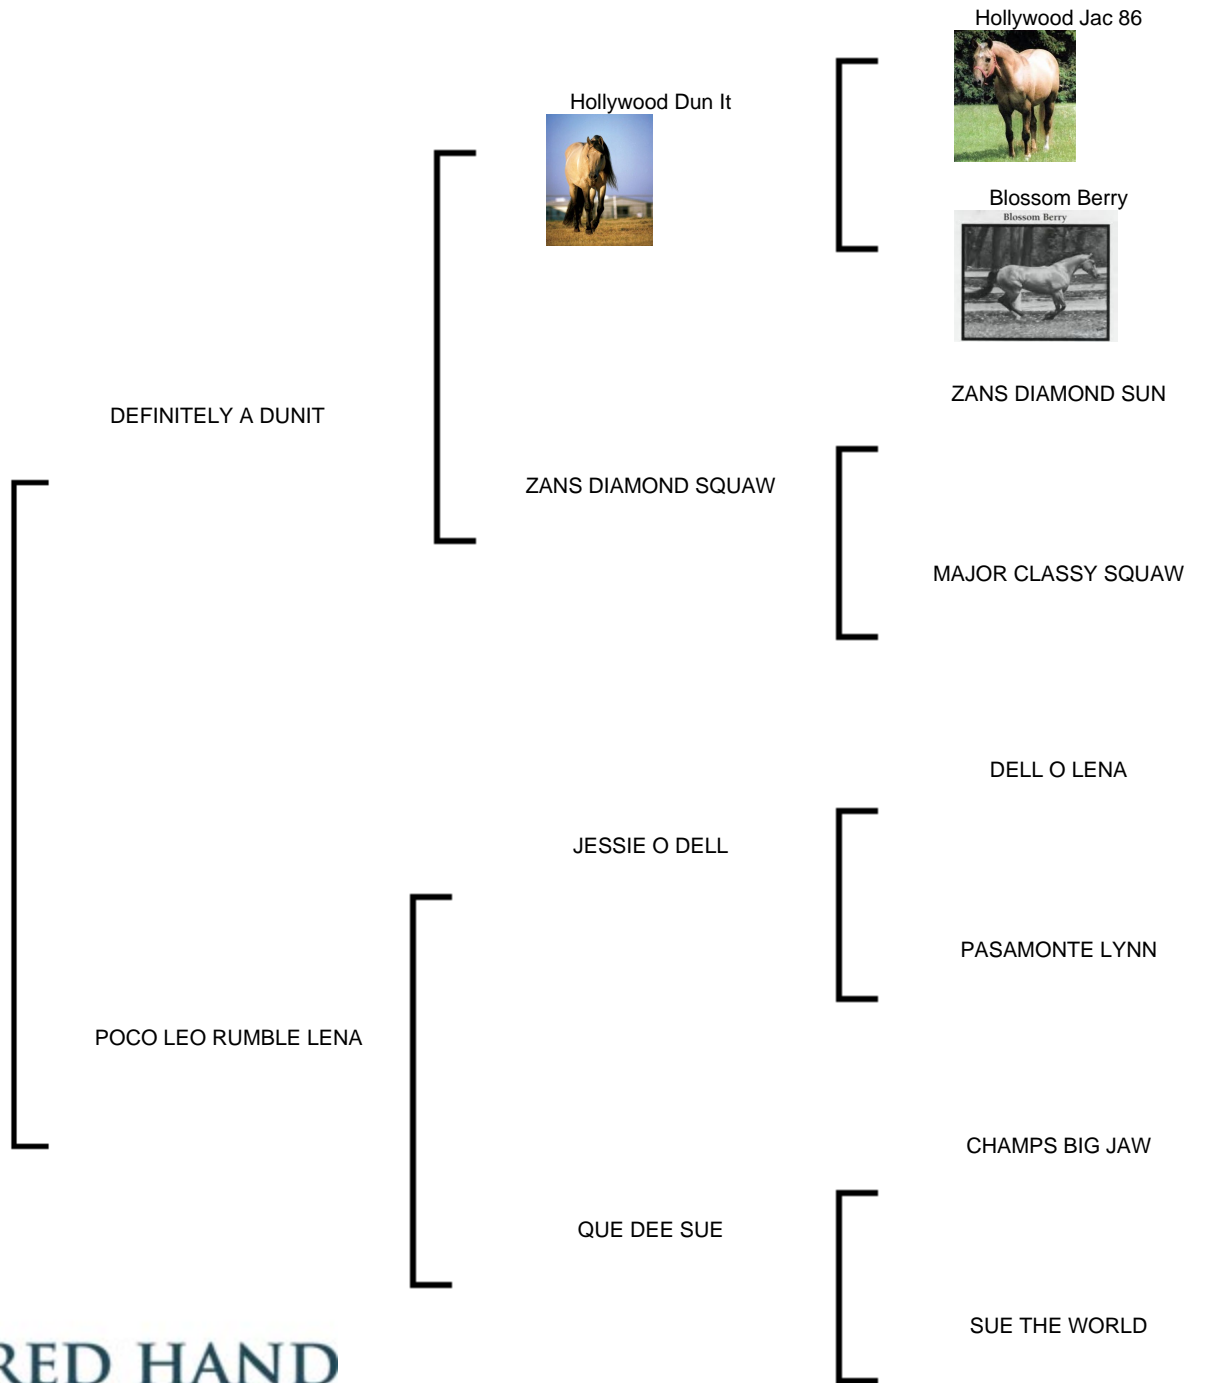 Hollywood Jac 86
Hollywood Dun It
Blossom Berry
Blossom Berry
ZANS DIAMOND SUN
DEFINITELY A DUNIT
ZANS DIAMOND SQUAW
MAJOR CLASSY SQUAW
DELL O LENA
JESSIE O DELL
PASAMONTE LYNN
POCO LEO RUMBLE LENA
CHAMPS BIG JAW
QUE DEE SUE
SUE THE WORLD
RED HAND